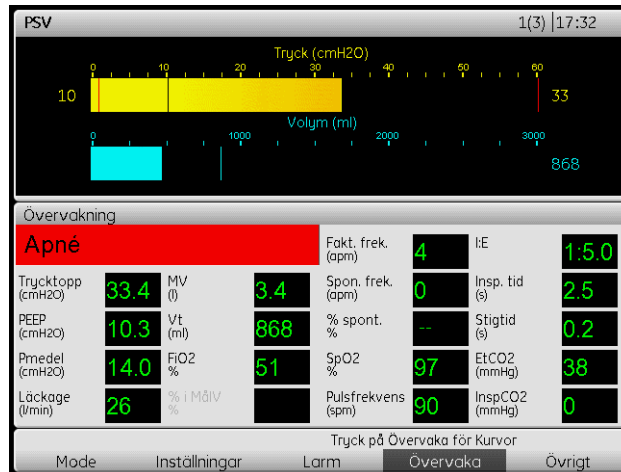 PSV 1(3) 17:32
Tryck (cmH2O)
0 10 20 30 40 50 60
10 33
Volym (ml)
0 1000 2000 3000
868
Övervakning
Apné
Fakt. frek. (apm) 4
I:E 1:5.0
Trycktopp (cmH2O) 33.4
MV (l) 3.4
Spon. frek. (apm) 0
Insp. tid (s) 2.5
PEEP (cmH2O) 10.3
Vt (ml) 868
% spont. % --
Stigtid (s) 0.2
Pmedel (cmH2O) 14.0
FiO2 % 51
SpO2 % 97
EtCO2 (mmHg) 38
Läckage (l/min) 26
% i MålV %
Pulsfrekvens (spm) 90
InspCO2 (mmHg) 0
Tryck på Övervaka för Kurvor
Mode Inställningar Larm Övervaka Övrigt